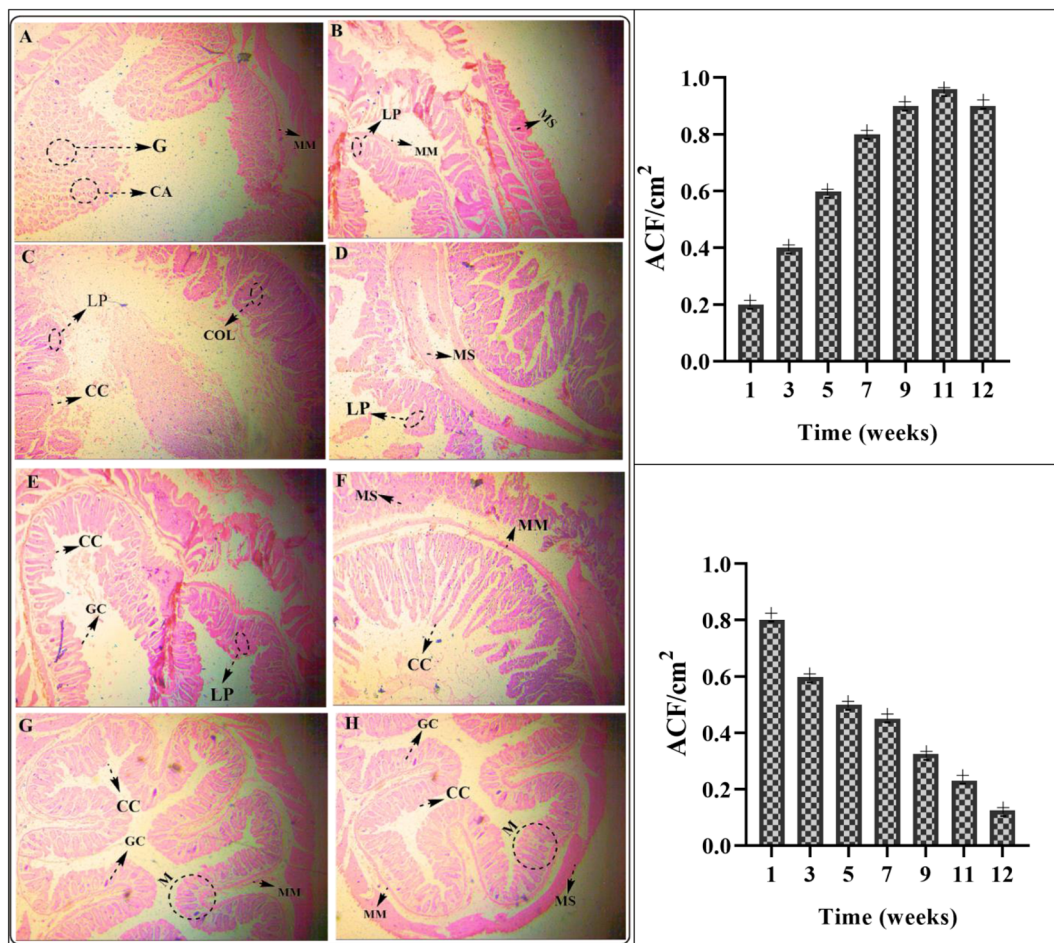 A
G
CA
MM
B
LP
MM
MS
C
LP
COL
CC
D
MS
LP
E
CC
GC
LP
F
MS
MM
CC
G
CC
GC
M
MM
H
GC
CC
M
MM
MS
ACF/cm²
1.0
0.8
0.6
0.4
0.2
0.0
1 3 5 7 9 11 12
Time (weeks)
ACF/cm²
1.0
0.8
0.6
0.4
0.2
0.0
1 3 5 7 9 11 12
Time (weeks)